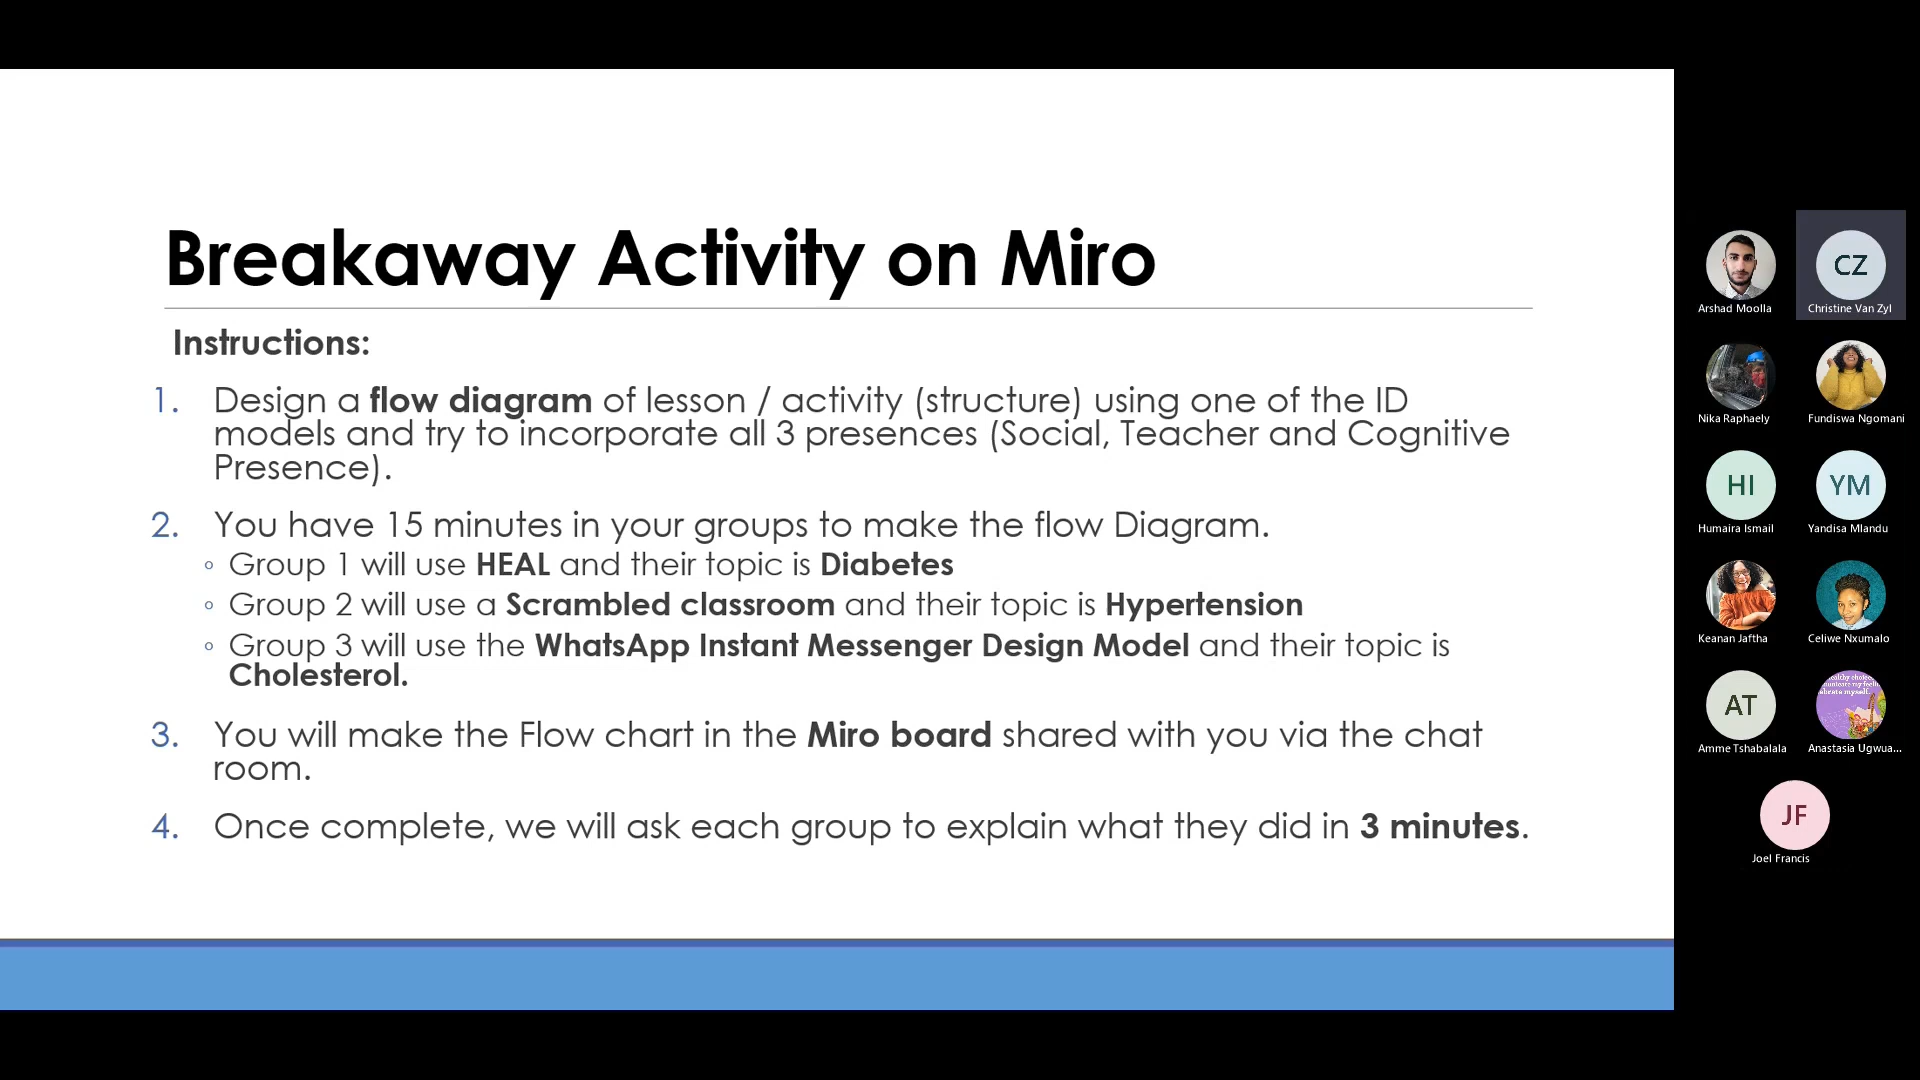 Breakaway Activity on Miro
Instructions:
1. Design a flow diagram of lesson / activity (structure) using one of the ID
models and try to incorporate all 3 presences (Social, Teacher and Cognitive
Presence).
2. You have 15 minutes in your groups to make the flow Diagram.
◦ Group 1 will use HEAL and their topic is Diabetes
◦ Group 2 will use a Scrambled classroom and their topic is Hypertension
◦ Group 3 will use the WhatsApp Instant Messenger Design Model and their topic is
Cholesterol.
3. You will make the Flow chart in the Miro board shared with you via the chat
room.
4. Once complete, we will ask each group to explain what they did in 3 minutes.
CZ
Arshad Moolla
Christine Van Zyl
Nika Raphaely
Fundiswa Ngomani
HI
YM
Humaira Ismail
Yandisa Mlandu
Keanan Jaftha
Celiwe Nxumalo
AT
Amme Tshabalala
Anastasia Ugwua...
JF
Joel Francis